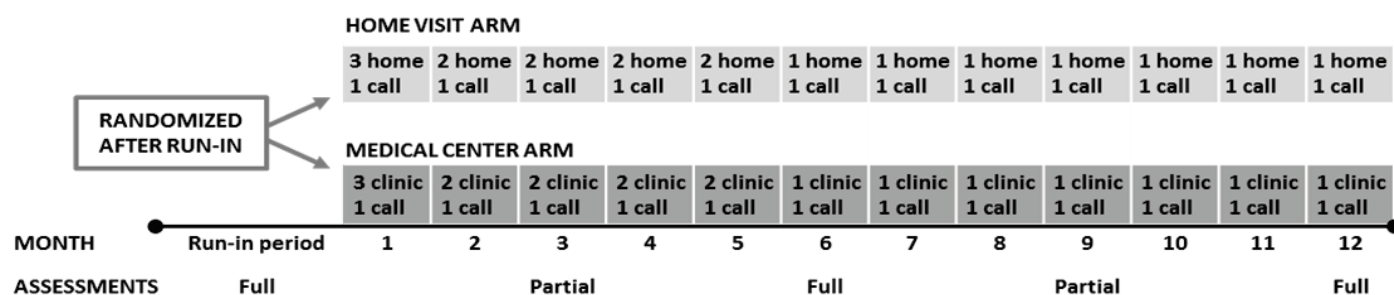 HOME VISIT ARM
3 home 2 home 2 home 2 home 2 home 1 home 1 home 1 home 1 home 1 home 1 home 1 home
1 call 1 call 1 call 1 call 1 call 1 call 1 call 1 call 1 call 1 call 1 call 1 call
RANDOMIZED
AFTER RUN-IN
MEDICAL CENTER ARM
3 clinic 2 clinic 2 clinic 2 clinic 2 clinic 1 clinic 1 clinic 1 clinic 1 clinic 1 clinic 1 clinic 1 clinic
1 call 1 call 1 call 1 call 1 call 1 call 1 call 1 call 1 call 1 call 1 call 1 call
MONTH Run-in period 1 2 3 4 5 6 7 8 9 10 11 12
ASSESSMENTS Full Partial Full Partial Full